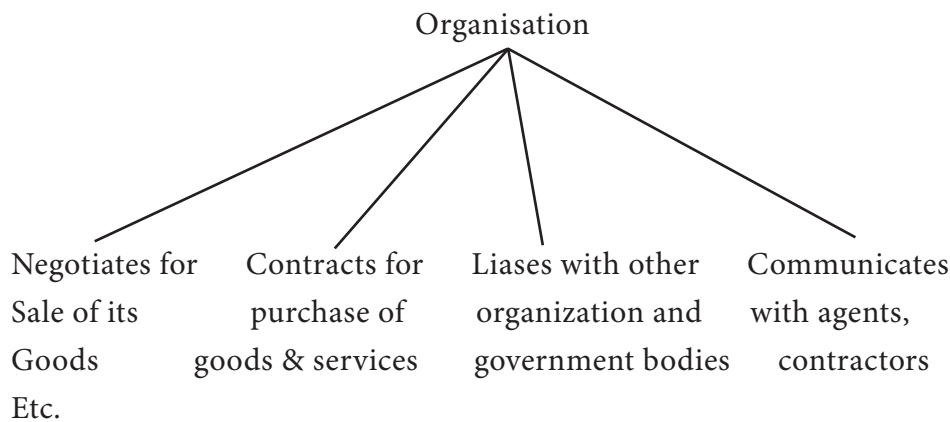 Organisation
Negotiates for
Sale of its
Goods
Etc.
Contracts for
purchase of
goods & services
Liases with other
organization and
government bodies
Communicates
with agents,
contractors